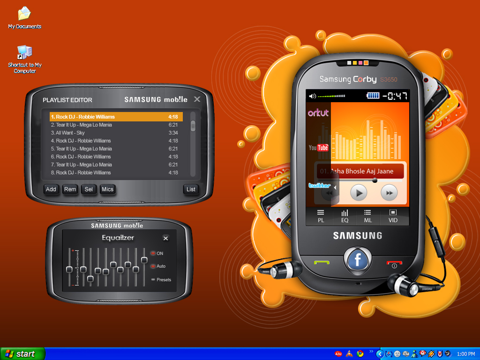 My Documents
Shortcut to My
Computer
PLAYLIST EDITOR
SAMSUNG mobile
1. Rock DJ - Robbie Williams 4:16
2. Tear It Up - Mega Lo Mania 6:21
3. All I Want - Sky 3:34
4. Rock DJ - Robbie Williams 4:16
5. Tear It Up - Mega Lo Mania 6:21
6. Rock DJ - Robbie Williams 4:16
7. Tear It Up - Mega Lo Mania 6:21
8. Rock DJ - Robbie Williams 4:16
Add Rem Sel Mics List
SAMSUNG mobile
Equalizer
ON
Auto
Presets
Samsung Corby
-0:47
orkut
You Tube
Bhosle Aaj Jaane
twitter
PL EQ ML VID
SAMSUNG
f
start
1:00 PM